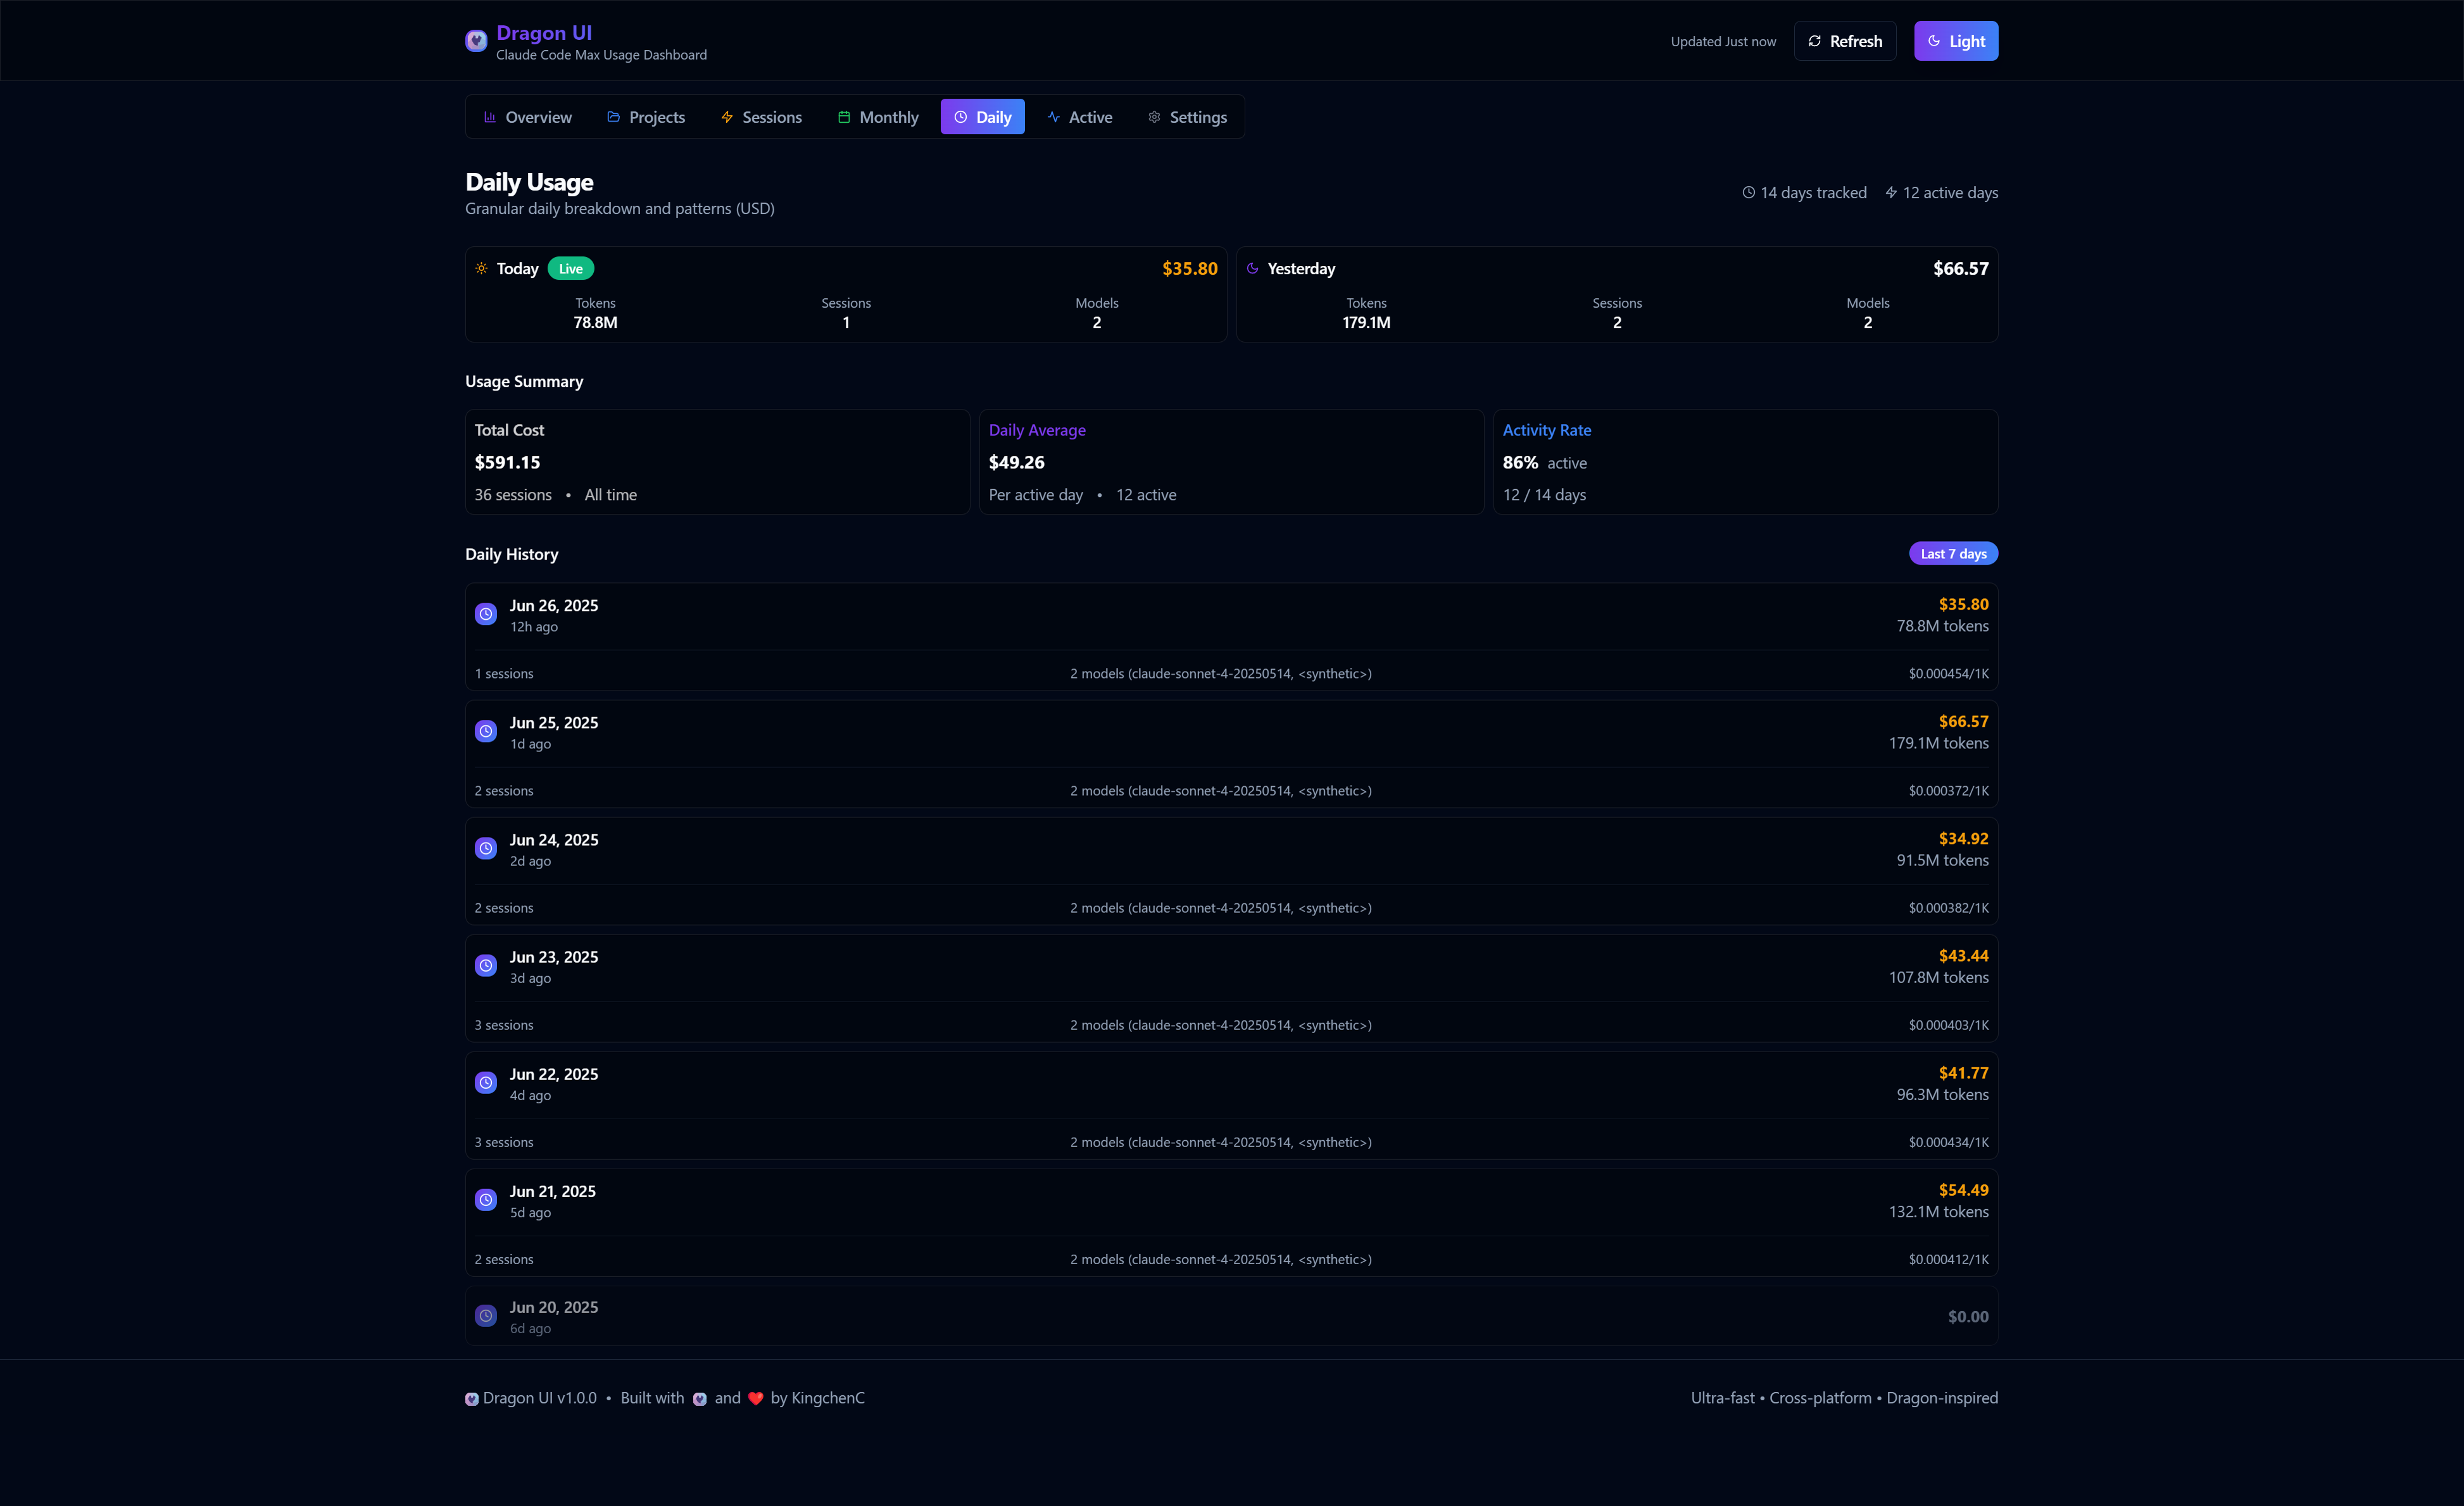 Dragon UI
Claude Code Max Usage Dashboard
Updated Just now Refresh Light
Overview Projects Sessions Monthly Daily Active Settings
Daily Usage
Granular daily breakdown and patterns (USD)
14 days tracked 12 active days
Today Live $35.80
Tokens Sessions Models
78.8M 1 2
Yesterday $66.57
Tokens Sessions Models
179.1M 2 2
Usage Summary
Total Cost
$591.15
36 sessions • All time
Daily Average
$49.26
Per active day • 12 active
Activity Rate
86% active
12 / 14 days
Daily History Last 7 days
Jun 26, 2025 $35.80
12h ago 78.8M tokens
1 sessions 2 models (claude-sonnet-4-20250514, <synthetic>) $0.000454/1K
Jun 25, 2025 $66.57
1d ago 179.1M tokens
2 sessions 2 models (claude-sonnet-4-20250514, <synthetic>) $0.000372/1K
Jun 24, 2025 $34.92
2d ago 91.5M tokens
2 sessions 2 models (claude-sonnet-4-20250514, <synthetic>) $0.000382/1K
Jun 23, 2025 $43.44
3d ago 107.8M tokens
3 sessions 2 models (claude-sonnet-4-20250514, <synthetic>) $0.000403/1K
Jun 22, 2025 $41.77
4d ago 96.3M tokens
3 sessions 2 models (claude-sonnet-4-20250514, <synthetic>) $0.000434/1K
Jun 21, 2025 $54.49
5d ago 132.1M tokens
2 sessions 2 models (claude-sonnet-4-20250514, <synthetic>) $0.000412/1K
Jun 20, 2025 $0.00
6d ago
Dragon UI v1.0.0 • Built with and ❤️ by KingchenC
Ultra-fast • Cross-platform • Dragon-inspired